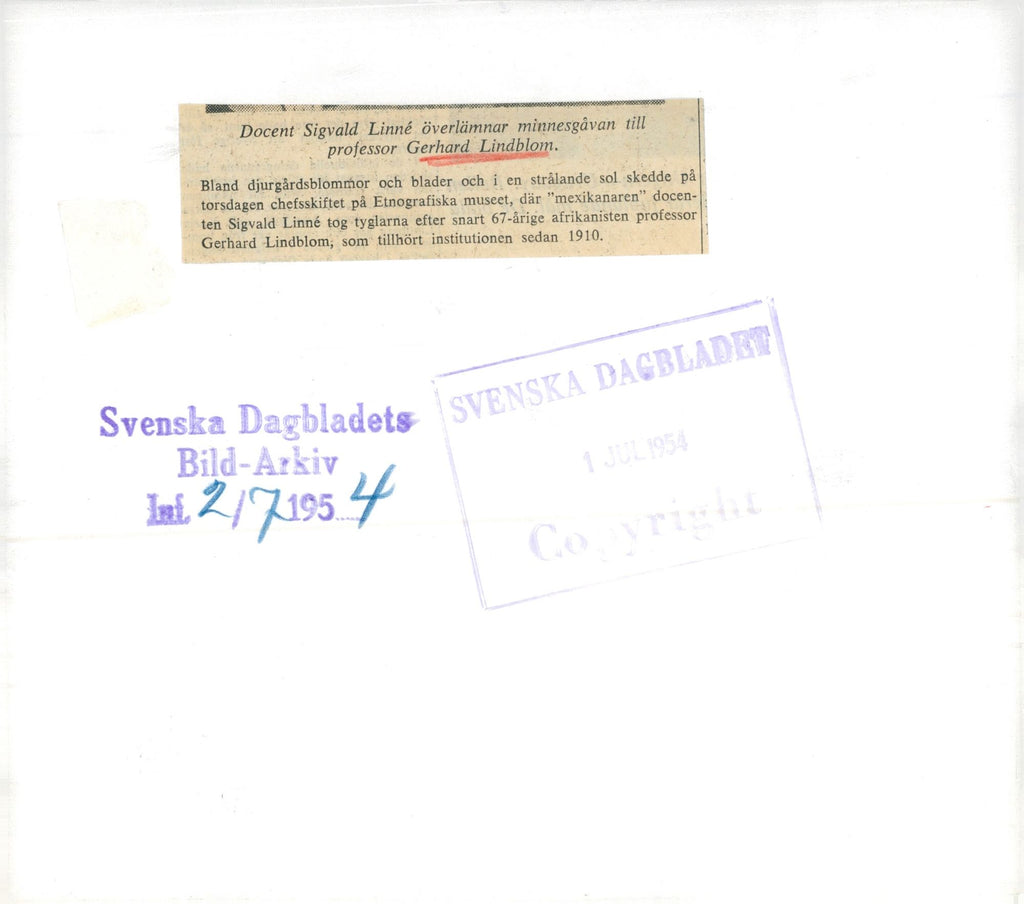 Docent Sigvald Linné överlämnar minnesgåvan till
professor Gerhard Lindblom.
Bland djurgårdsblommor och blader och i en strålande sol skedde på
torsdagen chefsskiftet på Etnografiska museet, där "mexikanaren" docen-
ten Sigvald Linné tog tyglarna efter snart 67-årige afrikanisten professor
Gerhard Lindblom, som tillhört institutionen sedan 1910.
SVENSKA DAGBLADET
1 JUL 1954
Copyright
Svenska Dagbladets
Bild-Arkiv
Inf. 2/7 1954